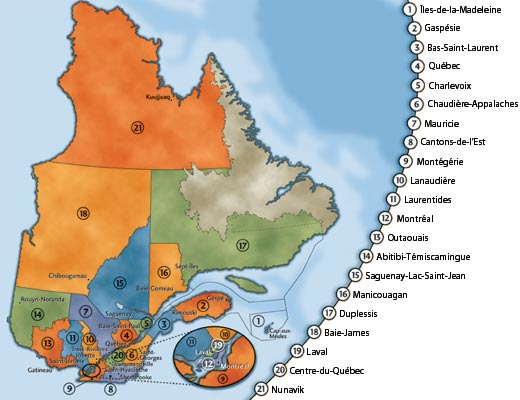 1 Îles-de-la-Madeleine
2 Gaspésie
3 Bas-Saint-Laurent
4 Québec
5 Charlevoix
6 Chaudière-Appalaches
7 Mauricie
8 Cantons-de-l'Est
9 Montégérie
10 Lanaudière
11 Laurentides
12 Montréal
13 Outaouais
14 Abitibi-Témiscamingue
15 Saguenay-Lac-Saint-Jean
16 Manicouagan
17 Duplessis
18 Baie-James
19 Laval
20 Centre-du-Québec
21 Nunavik
Kuujjuaq
21
18
17
Sept-Îles
Chibougamau
15
16
Baie-Comeau
Rouyn-Noranda
14
7
Saguenay
Gaspé
2
Rimouski
3
1
Cap-aux-Meules
Baie-Saint-Paul
5
4
Québec
13
11
10
Trois-Rivières
Joliette
Saint-Jérôme
20
6
Saint-Georges
Gatineau
Saint-Hyacinthe
Sherbrooke
9
8
11
10
Laval
19
12
Montréal
9